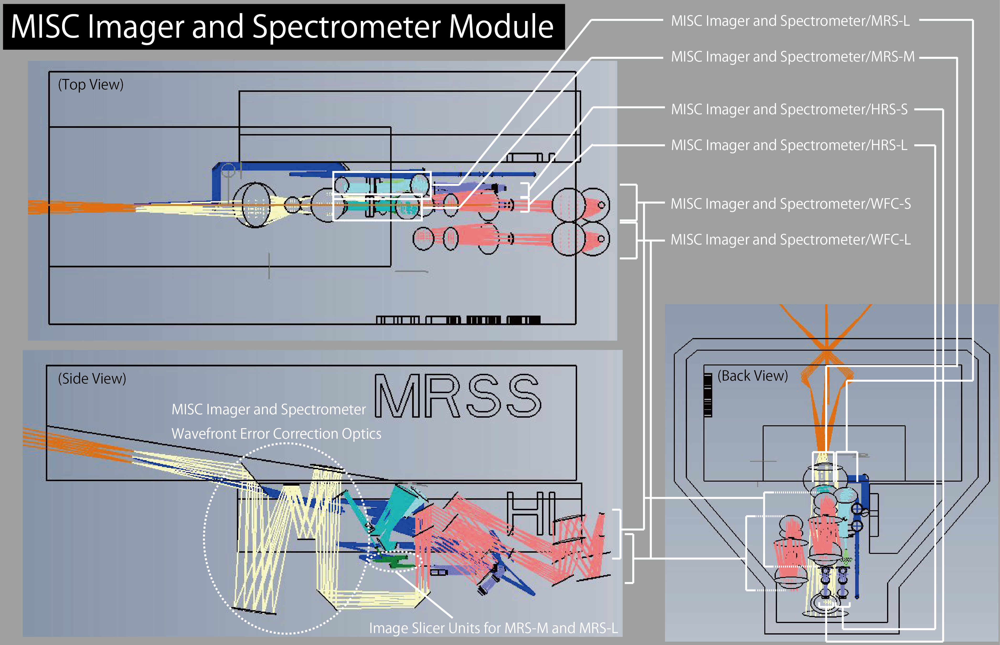 MISC Imager and Spectrometer Module
MISC Imager and Spectrometer/MRS-L
MISC Imager and Spectrometer/MRS-M
MISC Imager and Spectrometer/HRS-S
MISC Imager and Spectrometer/HRS-L
MISC Imager and Spectrometer/WFC-S
MISC Imager and Spectrometer/WFC-L
(Top View)
(Side View)
MRSS
MISC Imager and Spectrometer
Wavefront Error Correction Optics
HI
Image Slicer Units for MRS-M and MRS-L
(Back View)